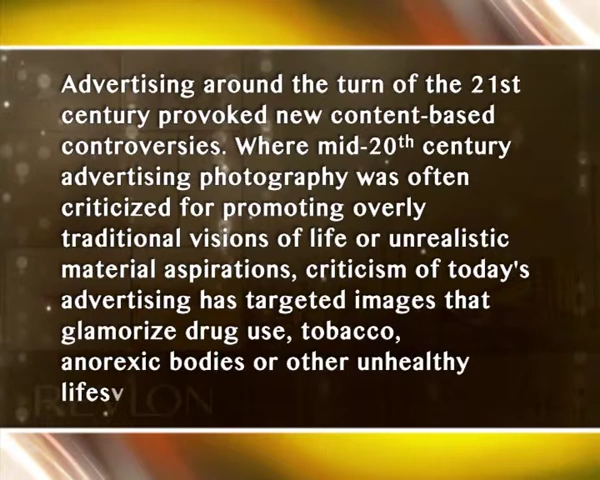 Advertising around the turn of the 21st
century provoked new content-based
controversies. Where mid-20th century
advertising photography was often
criticized for promoting overly
traditional visions of life or unrealistic
material aspirations, criticism of today's
advertising has targeted images that
glamorize drug use, tobacco,
anorexic bodies or other unhealthy
lifesv
REVLON